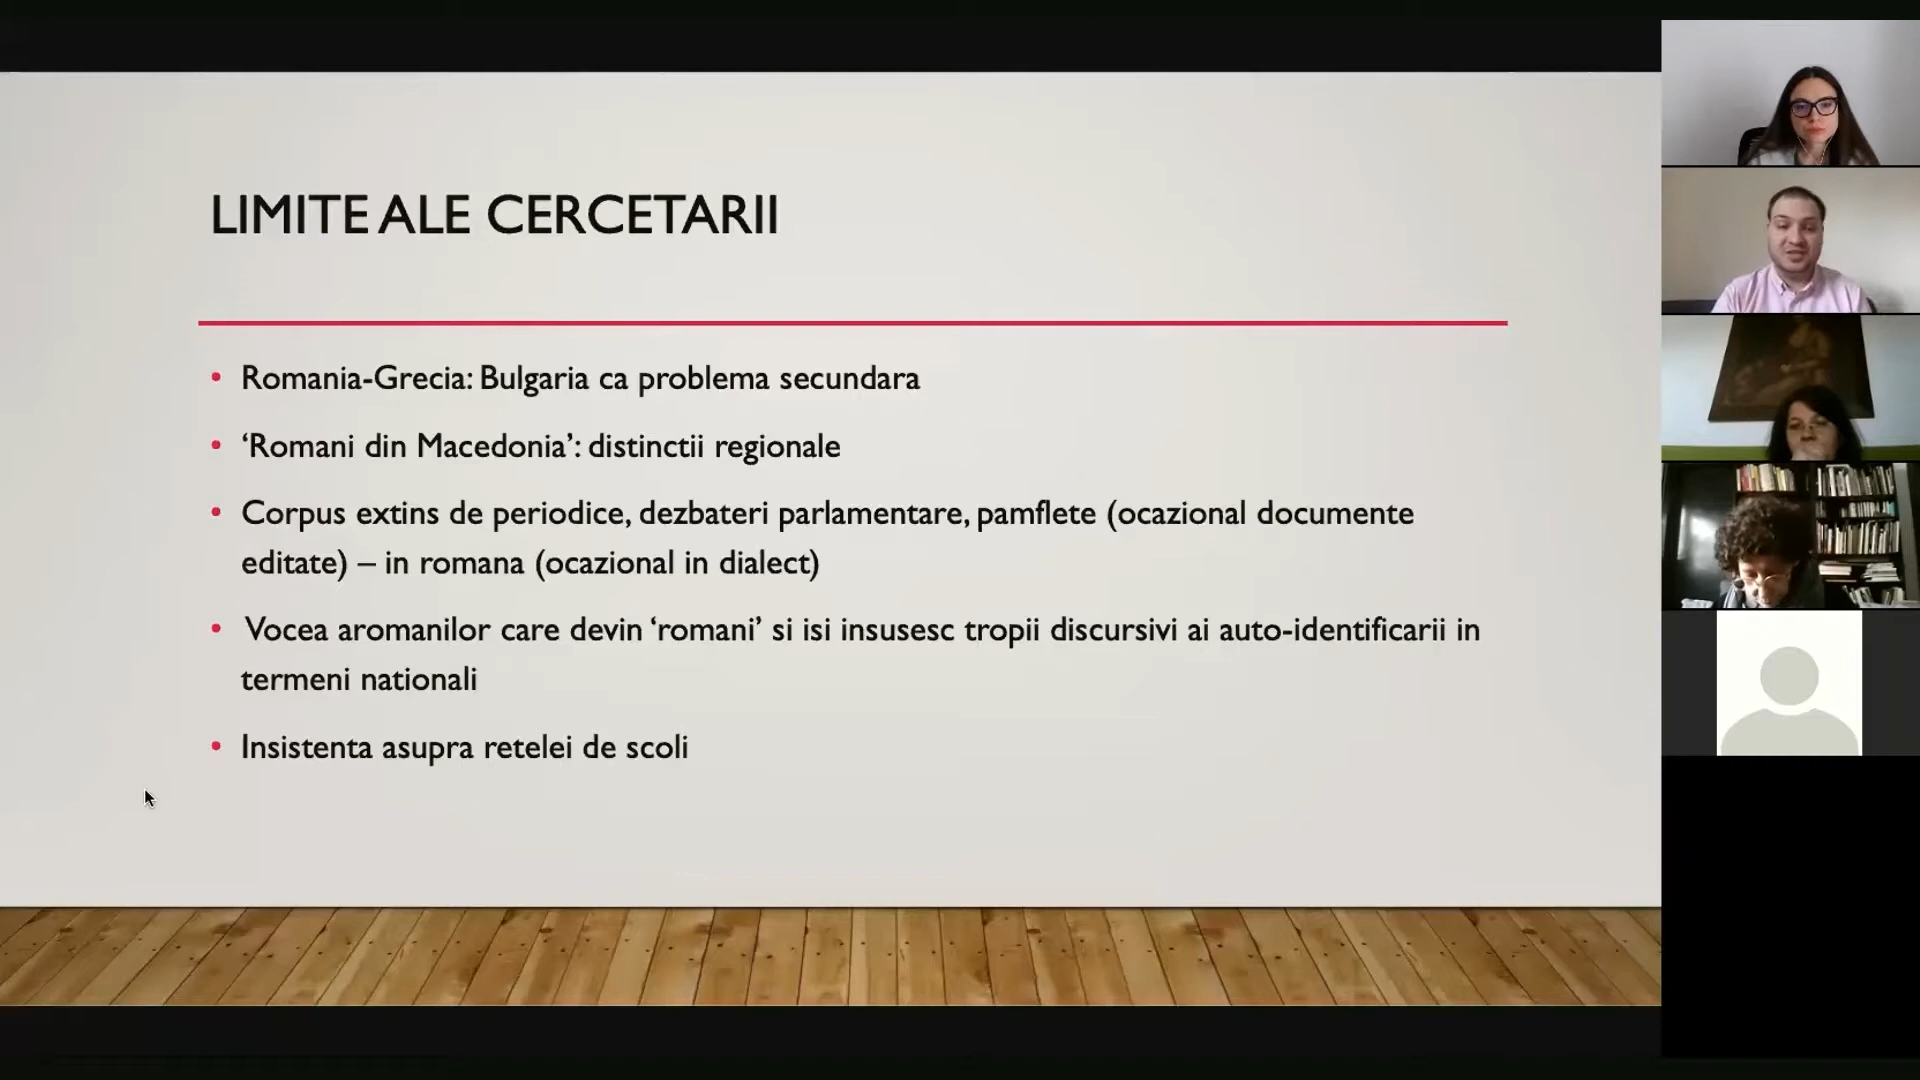 LIMITE ALE CERCETARII
• Romania-Grecia: Bulgaria ca problema secundara
• ‘Romani din Macedonia’: distinctii regionale
• Corpus extins de periodice, dezbateri parlamentare, pamflete (ocazional documente
editate) – in romana (ocazional in dialect)
• Vocea aromanilor care devin ‘romani’ si isi insusesc tropii discursivi ai auto-identificarii in
termeni nationali
• Insistenta asupra retelei de scoli